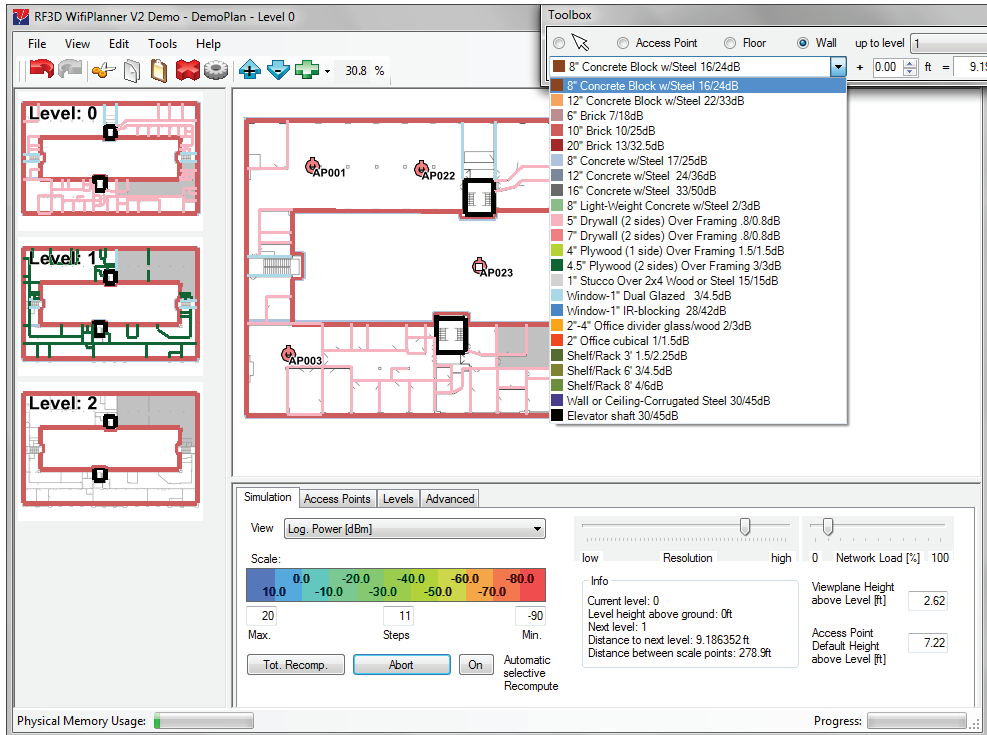 RF3D WifiPlanner V2 Demo - DemoPlan - Level 0
File View Edit Tools Help
30.8 %
Toolbox
Access Point Floor Wall up to level 1
8" Concrete Block w/Steel 16/24dB + 0.00 ft =
8" Concrete Block w/Steel 16/24dB
12" Concrete Block w/Steel 22/33dB
6" Brick 7/18dB
10" Brick 10/25dB
20" Brick 13/32.5dB
8" Concrete w/Steel 17/25dB
12" Concrete w/Steel 24/36dB
16" Concrete w/Steel 33/50dB
8" Light-Weight Concrete w/Steel 2/3dB
5" Drywall (2 sides) Over Framing .8/0.8dB
7" Drywall (2 sides) Over Framing .8/0.8dB
4" Plywood (1 side) Over Framing 1.5/1.5dB
4.5" Plywood (2 sides) Over Framing 3/3dB
1" Stucco Over 2x4 Wood or Steel 15/15dB
Window-1" Dual Glazed 3/4.5dB
Window-1" IR-blocking 28/42dB
2"-4" Office divider glass/wood 2/3dB
2" Office cubical 1/1.5dB
Shelf/Rack 3' 1.5/2.25dB
Shelf/Rack 6' 3/4.5dB
Shelf/Rack 8' 4/6dB
Wall or Ceiling-Corrugated Steel 30/45dB
Elevator shaft 30/45dB
Level: 0
Level: 1
Level: 2
AP001
AP022
AP023
AP003
Simulation Access Points Levels Advanced
View Log. Power [dBm]
Scale:
0.0 -20.0 -40.0 -60.0 -80.0
10.0 -10.0 -30.0 -50.0 -70.0
20 11 -90
Max. Steps Min.
Tot. Recomp. Abort On
Automatic
selective
Recompute
low Resolution high
0 Network Load [%] 100
Info
Current level: 0
Level height above ground: 0ft
Next level: 1
Distance to next level: 9.186352 ft
Distance between scale points: 278.9ft
Viewplane Height
above Level [ft] 2.62
Access Point
Default Height
above Level [ft] 7.22
Physical Memory Usage:
Progress: